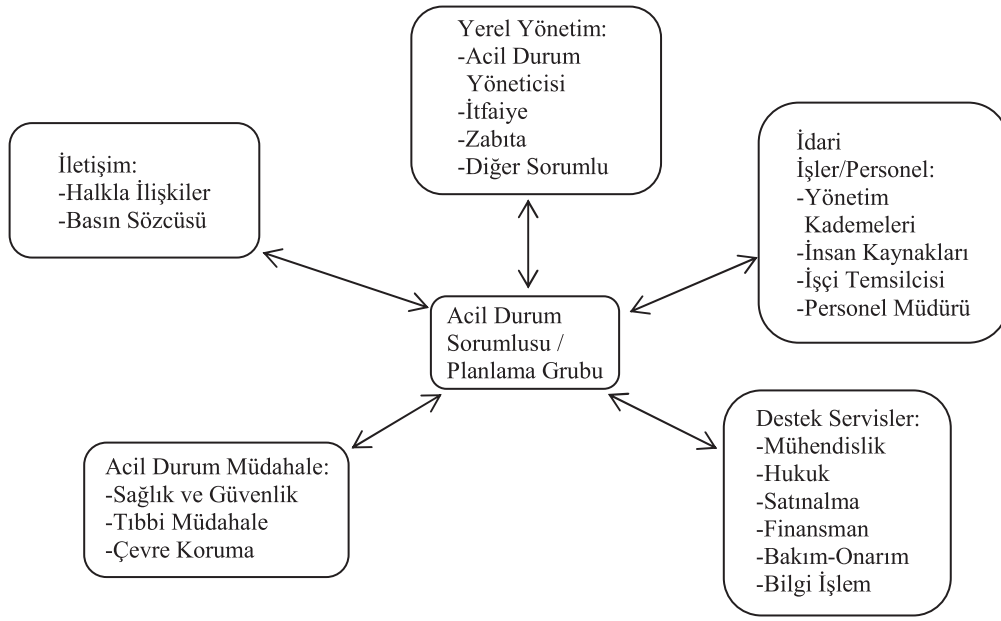 Yerel Yönetim:
-Acil Durum
Yöneticisi
-İtfaiye
-Zabıta
-Diğer Sorumlu
İletişim:
-Halkla İlişkiler
-Basın Sözcüsü
İdari
İşler/Personel:
-Yönetim
Kademeleri
-İnsan Kaynakları
-İşçi Temsilcisi
-Personel Müdürü
Acil Durum
Sorumlusu /
Planlama Grubu
Acil Durum Müdahale:
-Sağlık ve Güvenlik
-Tıbbi Müdahale
-Çevre Koruma
Destek Servisler:
-Mühendislik
-Hukuk
-Satınalma
-Finansman
-Bakım-Onarım
-Bilgi İşlem